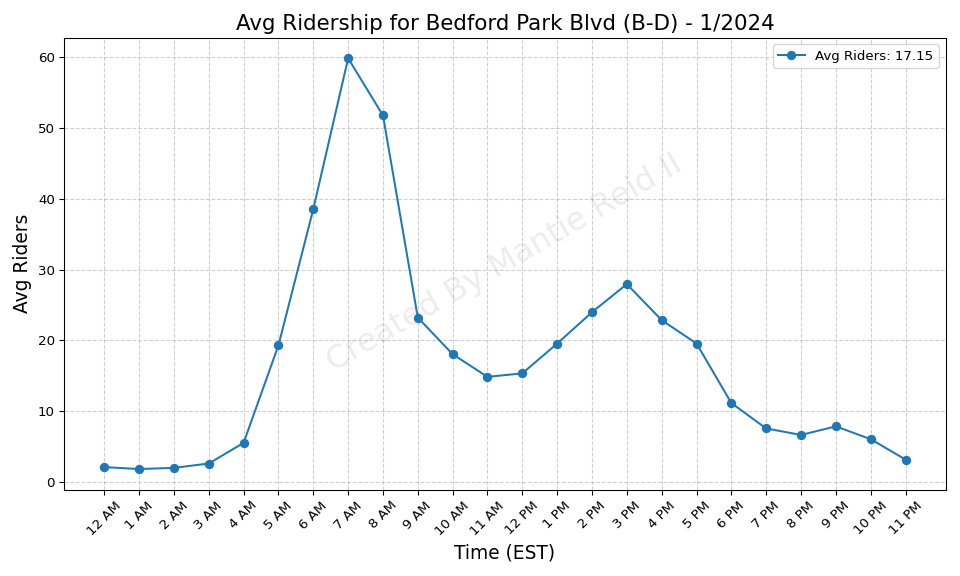 Avg Ridership for Bedford Park Blvd (B-D) - 1/2024
Avg Riders: 17.15
60
50
40
30
20
10
0
Avg Riders
Created By Mantie Reid II
12 AM
1 AM
2 AM
3 AM
4 AM
5 AM
6 AM
7 AM
8 AM
9 AM
10 AM
11 AM
12 PM
1 PM
2 PM
3 PM
4 PM
5 PM
6 PM
7 PM
8 PM
9 PM
10 PM
11 PM
Time (EST)